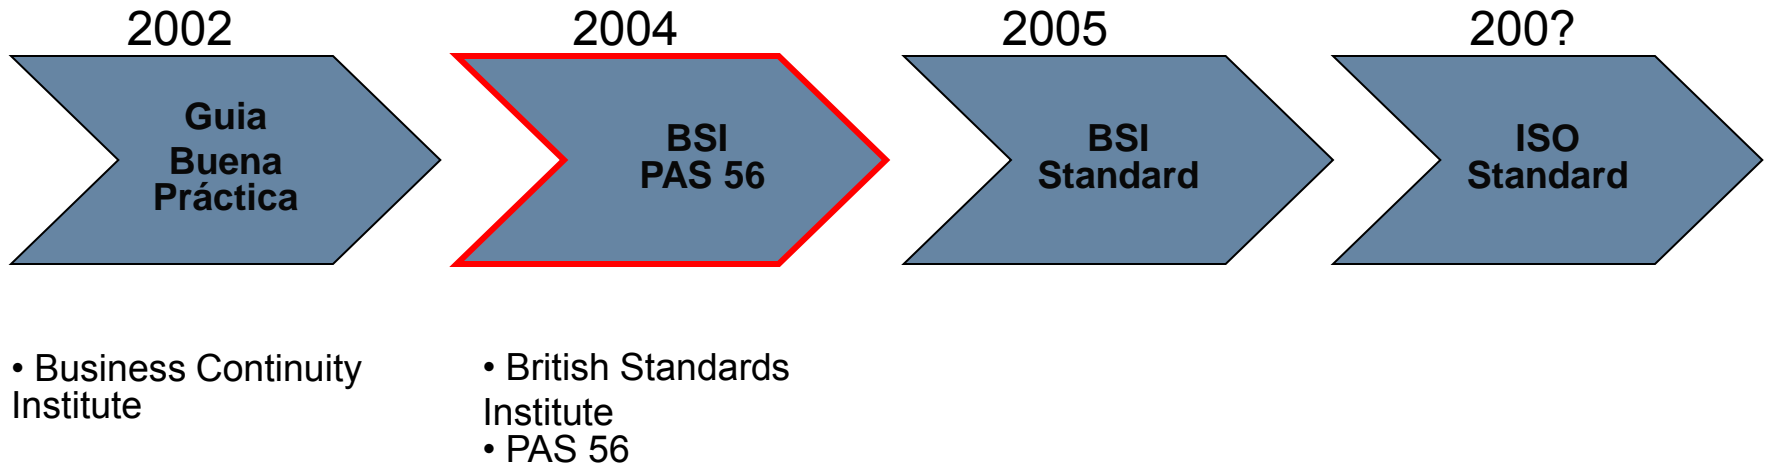 2002
2004
2005
200?
Guia
Buena
Práctica
BSI
PAS 56
BSI
Standard
ISO
Standard
• Business Continuity
Institute
• British Standards
Institute
• PAS 56